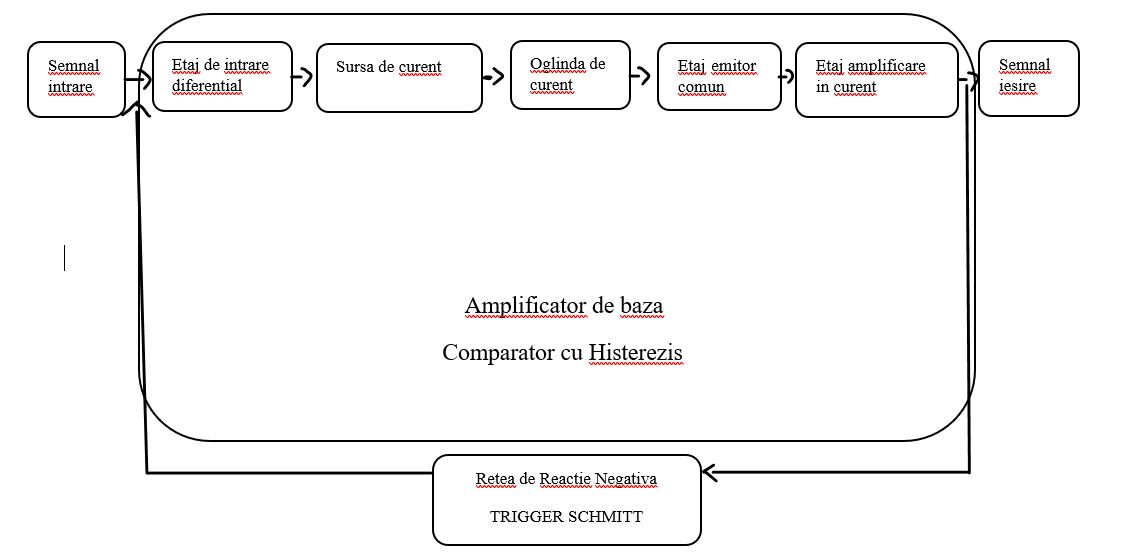 Semnal
intrare
Etaj de intrare
diferential
Sursa de curent
Oglinda de
curent
Etaj emitor
comun
Etaj amplificare
in curent
Semnal
iesire
Amplificator de baza
Comparator cu Histerezis
Retea de Reactie Negativa
TRIGGER SCHMITT